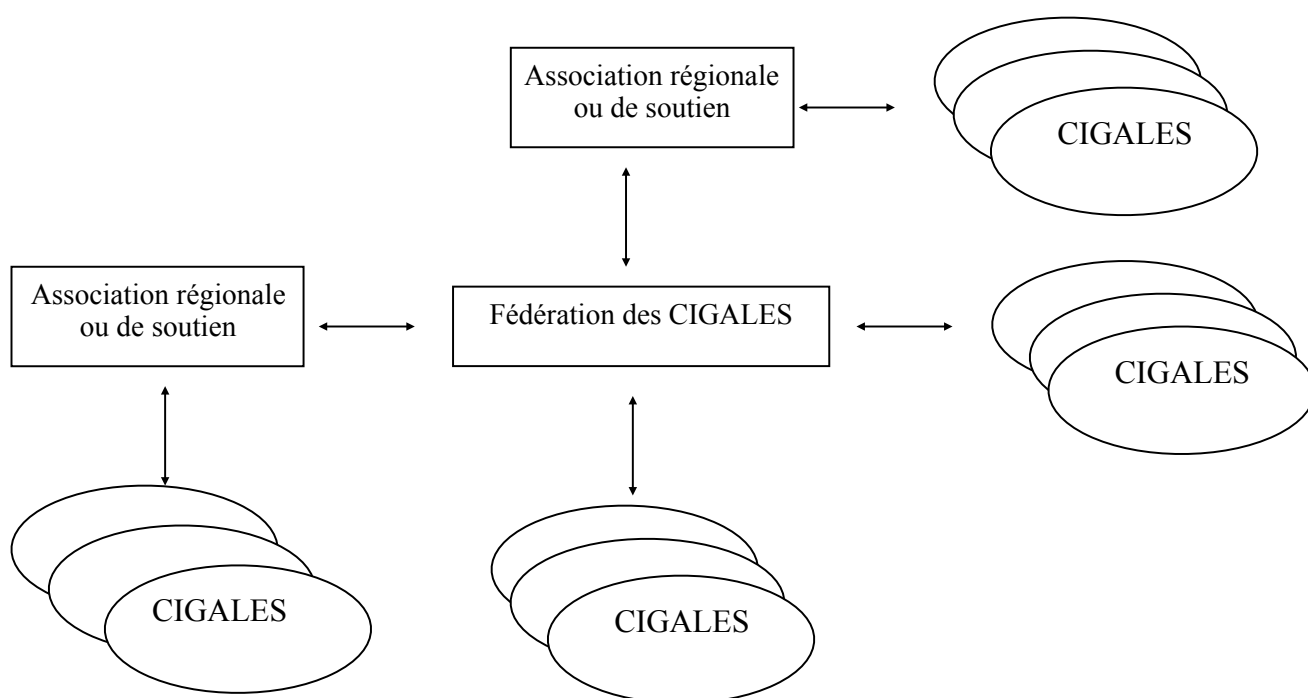 Association régionale
ou de soutien
CIGALES
Association régionale
ou de soutien
Fédération des CIGALES
CIGALES
CIGALES
CIGALES